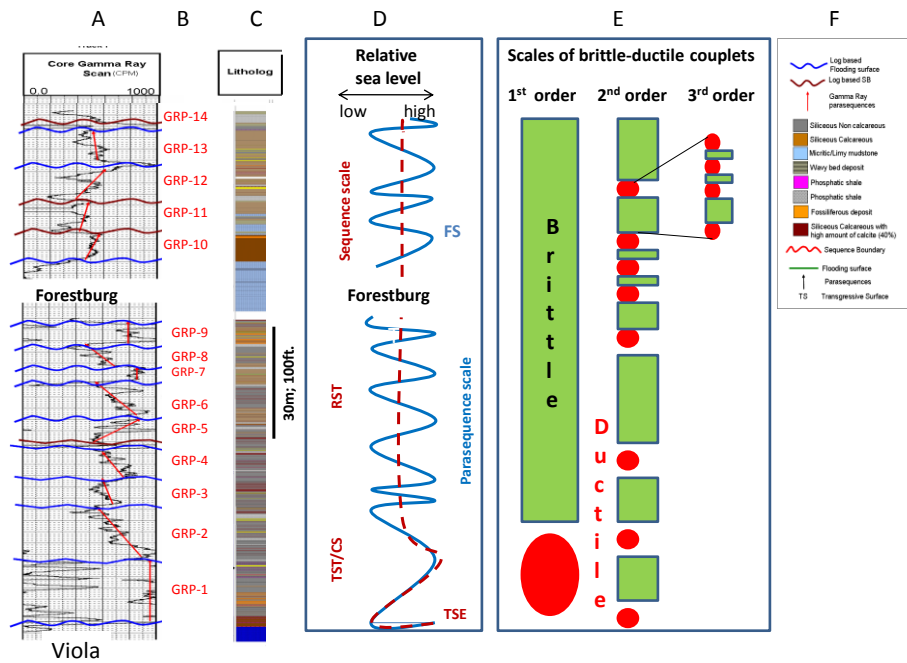 A
B
C
D
E
F
Core Gamma Ray
Scan (CPM)
0.0
1000
GRP-14
GRP-13
GRP-12
GRP-11
GRP-10
Forestburg
GRP-9
GRP-8
GRP-7
GRP-6
GRP-5
GRP-4
GRP-3
GRP-2
GRP-1
Viola
Litholog
30m; 100ft.
Relative
sea level
low
high
Sequence scale
FS
Forestburg
RST
Parasequence scale
TST/CS
TSE
Scales of brittle-ductile couplets
1st order
2nd order
3rd order
Brittle
Ductile
Log based
Flooding surface
Log based SB
Gamma Ray
parasequences
Siliceous Non calcareous
Siliceous Calcareous
Micritic/Limy mudstone
Wavy bed deposit
Phosphatic shale
Phosphatic shale
Fossiliferous deposit
Siliceous Calcareous with
high amount of calcite (40%)
Sequence Boundary
Flooding surface
Parasequences
TS Transgressive Surface